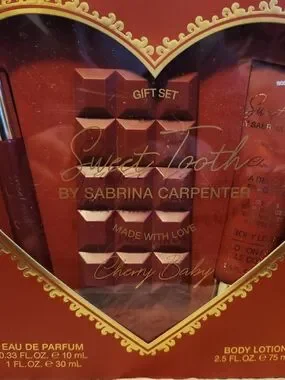 GIFT SET
Sweet Tooth
BY SABRINA CARPENTER
MADE WITH LOVE
Cherry Baby
EAU DE PARFUM
0.33 FL.OZ. ℮ 10 mL
1 FL.OZ. ℮ 30 mL
BODY LOTION
2.5 FL.OZ. ℮ 75 m
Sweet